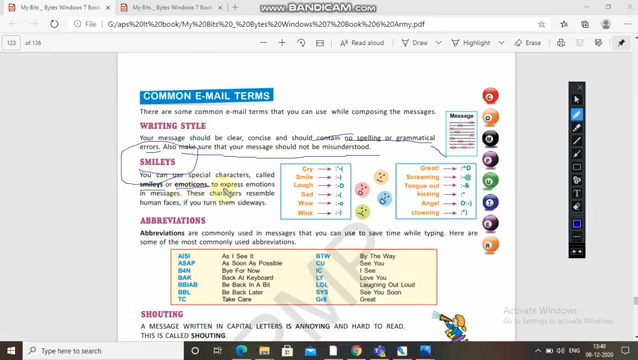 www.BANDICAM.com
My Bits _ Bytes Windows 7 Book
My Bits _ Bytes Windows 7 Book
G:/aps/It book/My%20Bits%20_%20Bytes%20Windows%207%20Book%206%20Army.pdf
123 of 136
Read aloud
Draw
Highlight
Erase
COMMON E-MAIL TERMS
There are some common e-mail terms that you can use while composing the messages.
WRITING STYLE
Your message should be clear, concise and should contain no spelling or grammatical
errors. Also make sure that your message should not be misunderstood.
Message
SMILEYS
You can use special characters, called
smileys or emoticons, to express emotions
in messages. These characters resemble
human faces, if you turn them sideways.
Cry → :'-(
Smile → :-)
Laugh → :-D
Sad → :-(
Wow → :-o
Wink → ;-)
Great! → :^D
Screaming → :-@
Tongue out → :-&
kissing → :-*
Angel → O:-)
clowning → :*)
ABBREVIATIONS
Abbreviations are commonly used in messages that you can use to save time while typing. Here are
some of the most commonly used abbreviations.
AISI As I See It BTW By The Way
ASAP As Soon As Possible CU See You
B4N Bye For Now IC I See
BAK Back At Keyboard LY Love You
BBIAB Be Back In A Bit LOL Laughing Out Loud
BBL Be Back Later SYS See You Soon
TC Take Care Gr8 Great
SHOUTING
A MESSAGE WRITTEN IN CAPITAL LETTERS IS ANNOYING AND HARD TO READ.
THIS IS CALLED SHOUTING.
Activate Windows
Go to Settings to activate Windows.
Type here to search
ENG
13:40
08-12-2020